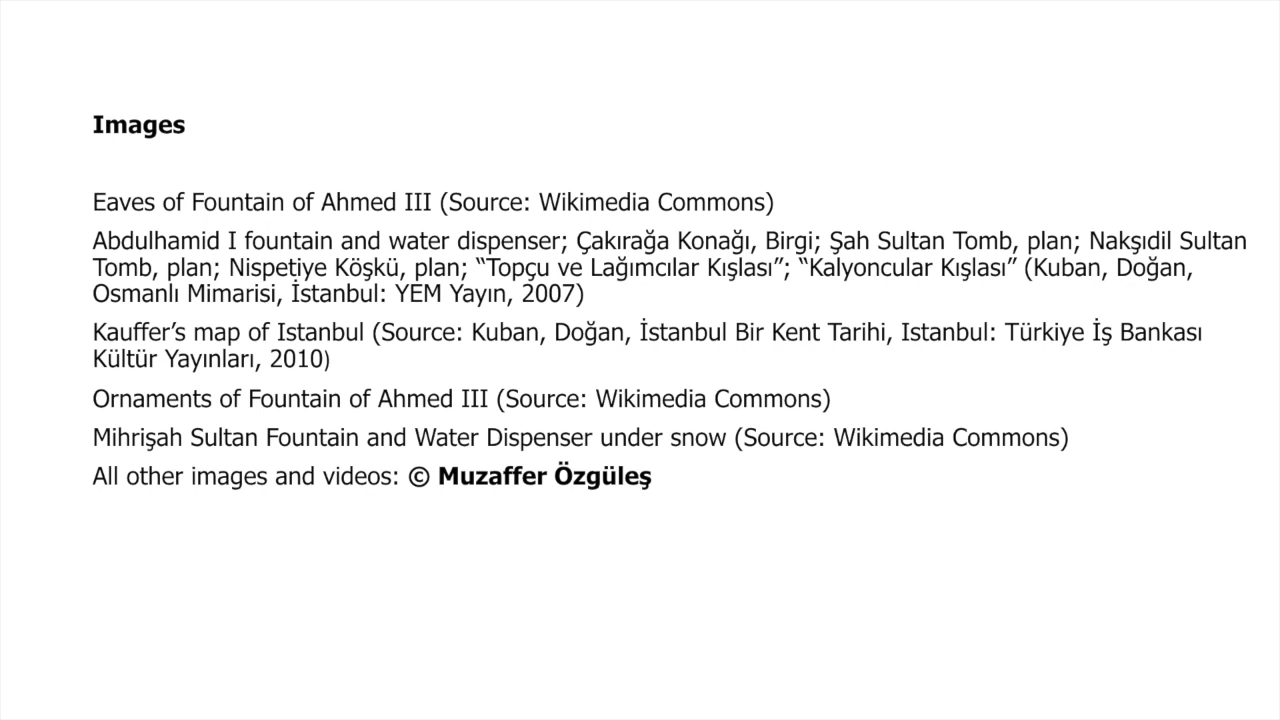 Images
Eaves of Fountain of Ahmed III (Source: Wikimedia Commons)
Abdulhamid I fountain and water dispenser; Çakırağa Konağı, Birgi; Şah Sultan Tomb, plan; Nakşıdil Sultan
Tomb, plan; Nispetiye Köşkü, plan; “Topçu ve Lağımcılar Kışlası”; “Kalyoncular Kışlası” (Kuban, Doğan,
Osmanlı Mimarisi, İstanbul: YEM Yayın, 2007)
Kauffer’s map of Istanbul (Source: Kuban, Doğan, İstanbul Bir Kent Tarihi, Istanbul: Türkiye İş Bankası
Kültür Yayınları, 2010)
Ornaments of Fountain of Ahmed III (Source: Wikimedia Commons)
Mihrişah Sultan Fountain and Water Dispenser under snow (Source: Wikimedia Commons)
All other images and videos: © Muzaffer Özgüleş